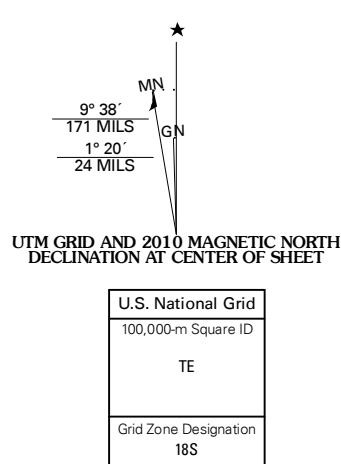 ★
MN
9° 38´
171 MILS
GN
1° 20´
24 MILS
UTM GRID AND 2010 MAGNETIC NORTH
DECLINATION AT CENTER OF SHEET
U.S. National Grid
100,000-m Square ID
TE
Grid Zone Designation
18S